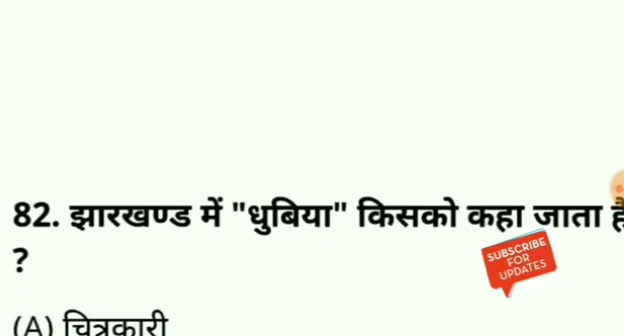 82. झारखण्ड में "धुबिया" किसको कहा जाता है
?
SUBSCRIBE
FOR
UPDATES
(A) चित्रकारी